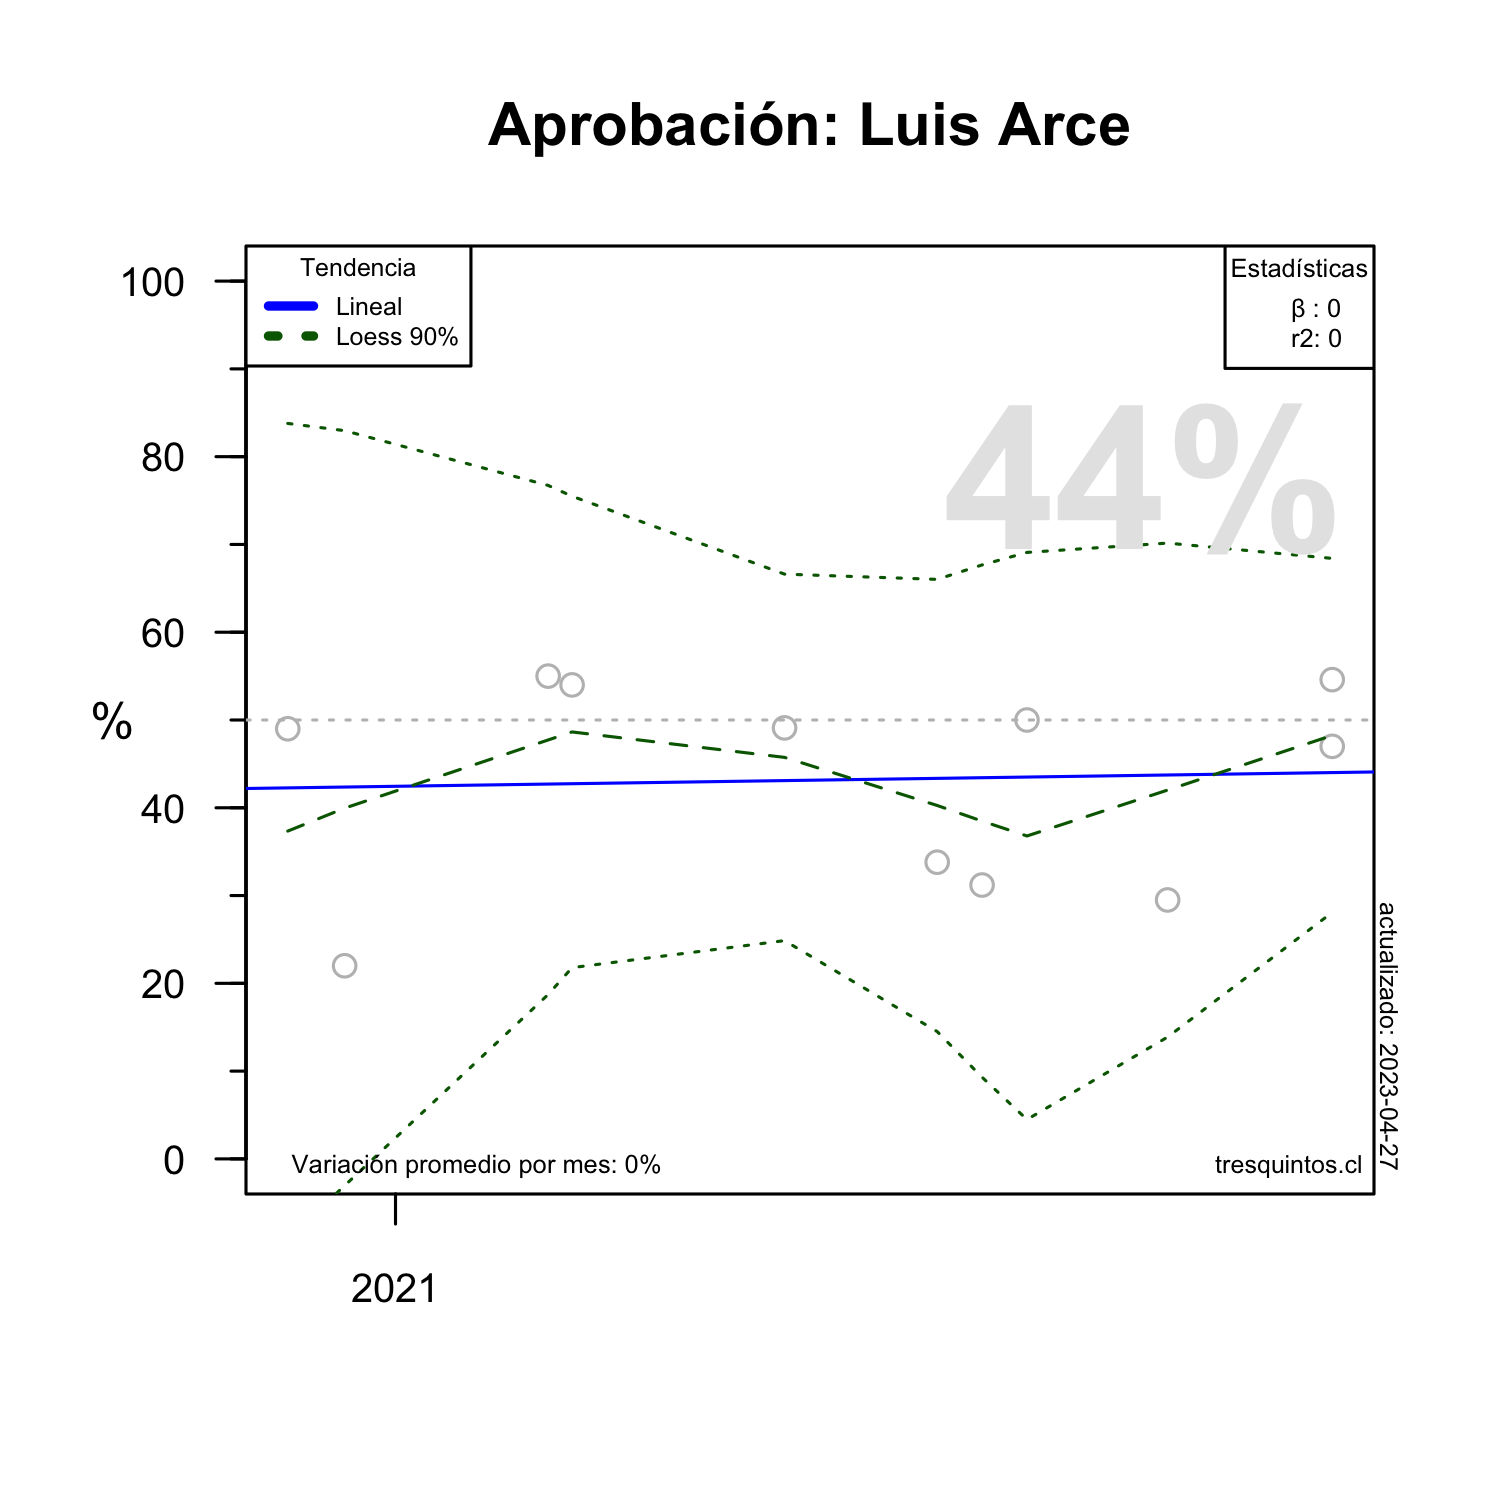 Aprobación: Luis Arce
Tendencia
Lineal
Loess 90%
Estadísticas
β : 0
r2: 0
44%
100
80
60
40
20
0
%
Variación promedio por mes: 0%
tresquintos.cl
actualizado: 2023-04-27
2021